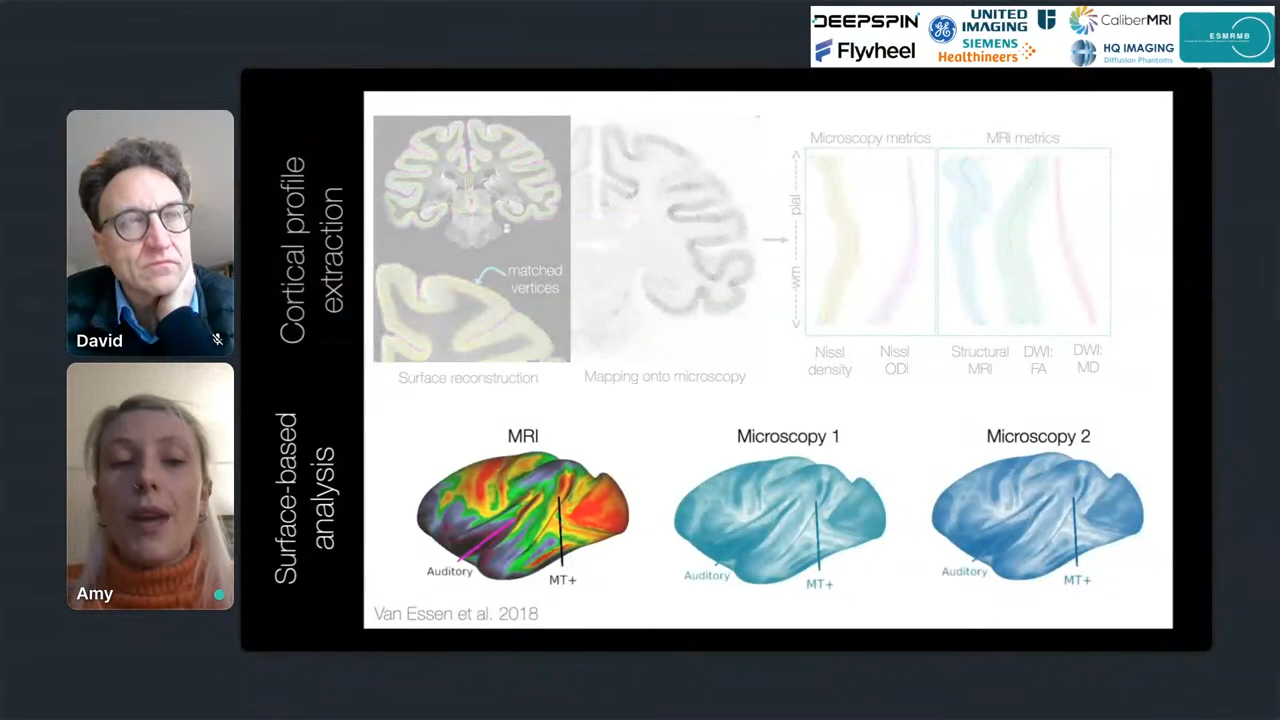 DEEPSPIN
UNITED
IMAGING
CaliberMRI
ESMRMB
Flywheel
SIEMENS
Healthineers
HQ IMAGING
Diffusion Phantoms
David
Amy
Cortical profile
extraction
matched
vertices
Surface reconstruction
Mapping onto microscopy
Microscopy metrics
MRI metrics
pial
wm
Nissl
density
Nissl
ODI
Structural
MRI
DWI:
FA
DWI:
MD
Surface-based
analysis
MRI
Microscopy 1
Microscopy 2
Auditory
MT+
Auditory
MT+
Auditory
MT+
Van Essen et al. 2018